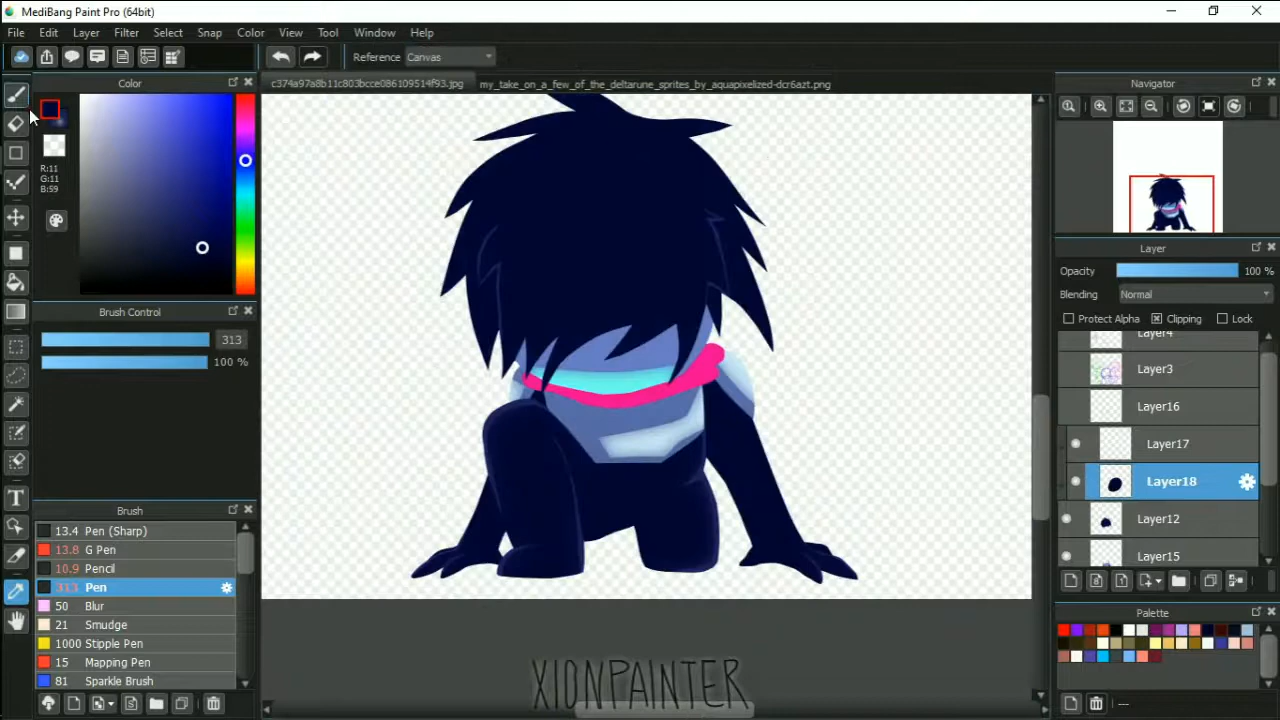 MediBang Paint Pro (64bit)
File Edit Layer Filter Select Snap Color View Tool Window Help
Reference Canvas
Color
c374a97a8b11c803bcce086109514f93.jpg
my_take_on_a_few_of_the_deltarune_sprites_by_aquapixelized-dcr6azt.png
Navigator
R:11
G:11
B:59
Layer
Opacity 100 %
Blending Normal
Protect Alpha Clipping Lock
Brush Control
313
100 %
Layer4
Layer3
Layer16
Layer17
Layer18
Layer12
Layer15
Brush
13.4 Pen (Sharp)
13.8 G Pen
10.9 Pencil
313 Pen
50 Blur
21 Smudge
1000 Stipple Pen
15 Mapping Pen
81 Sparkle Brush
T
Palette
---
XIONPAINTER